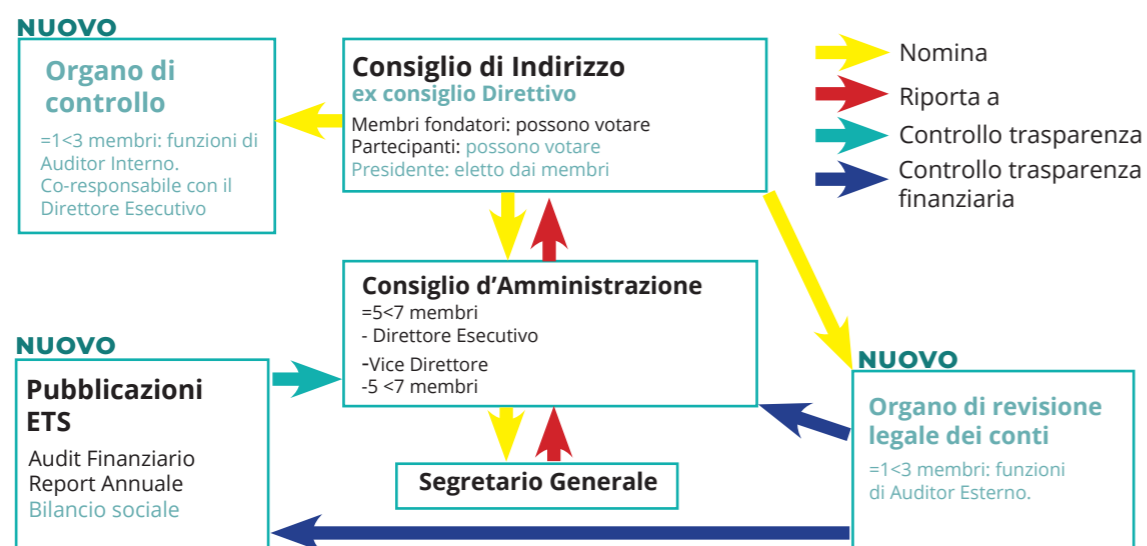 NUOVO
Organo di
controllo
=1<3 membri: funzioni di
Auditor Interno.
Co-responsabile con il
Direttore Esecutivo
Consiglio di Indirizzo
ex consiglio Direttivo
Membri fondatori: possono votare
Partecipanti: possono votare
Presidente: eletto dai membri
Nomina
Riporta a
Controllo trasparenza
Controllo trasparenza
finanziaria
Consiglio d’Amministrazione
=5<7 membri
- Direttore Esecutivo
-Vice Direttore
-5 <7 membri
NUOVO
Pubblicazioni
ETS
Audit Finanziario
Report Annuale
Bilancio sociale
Segretario Generale
NUOVO
Organo di revisione
legale dei conti
=1<3 membri: funzioni
di Auditor Esterno.